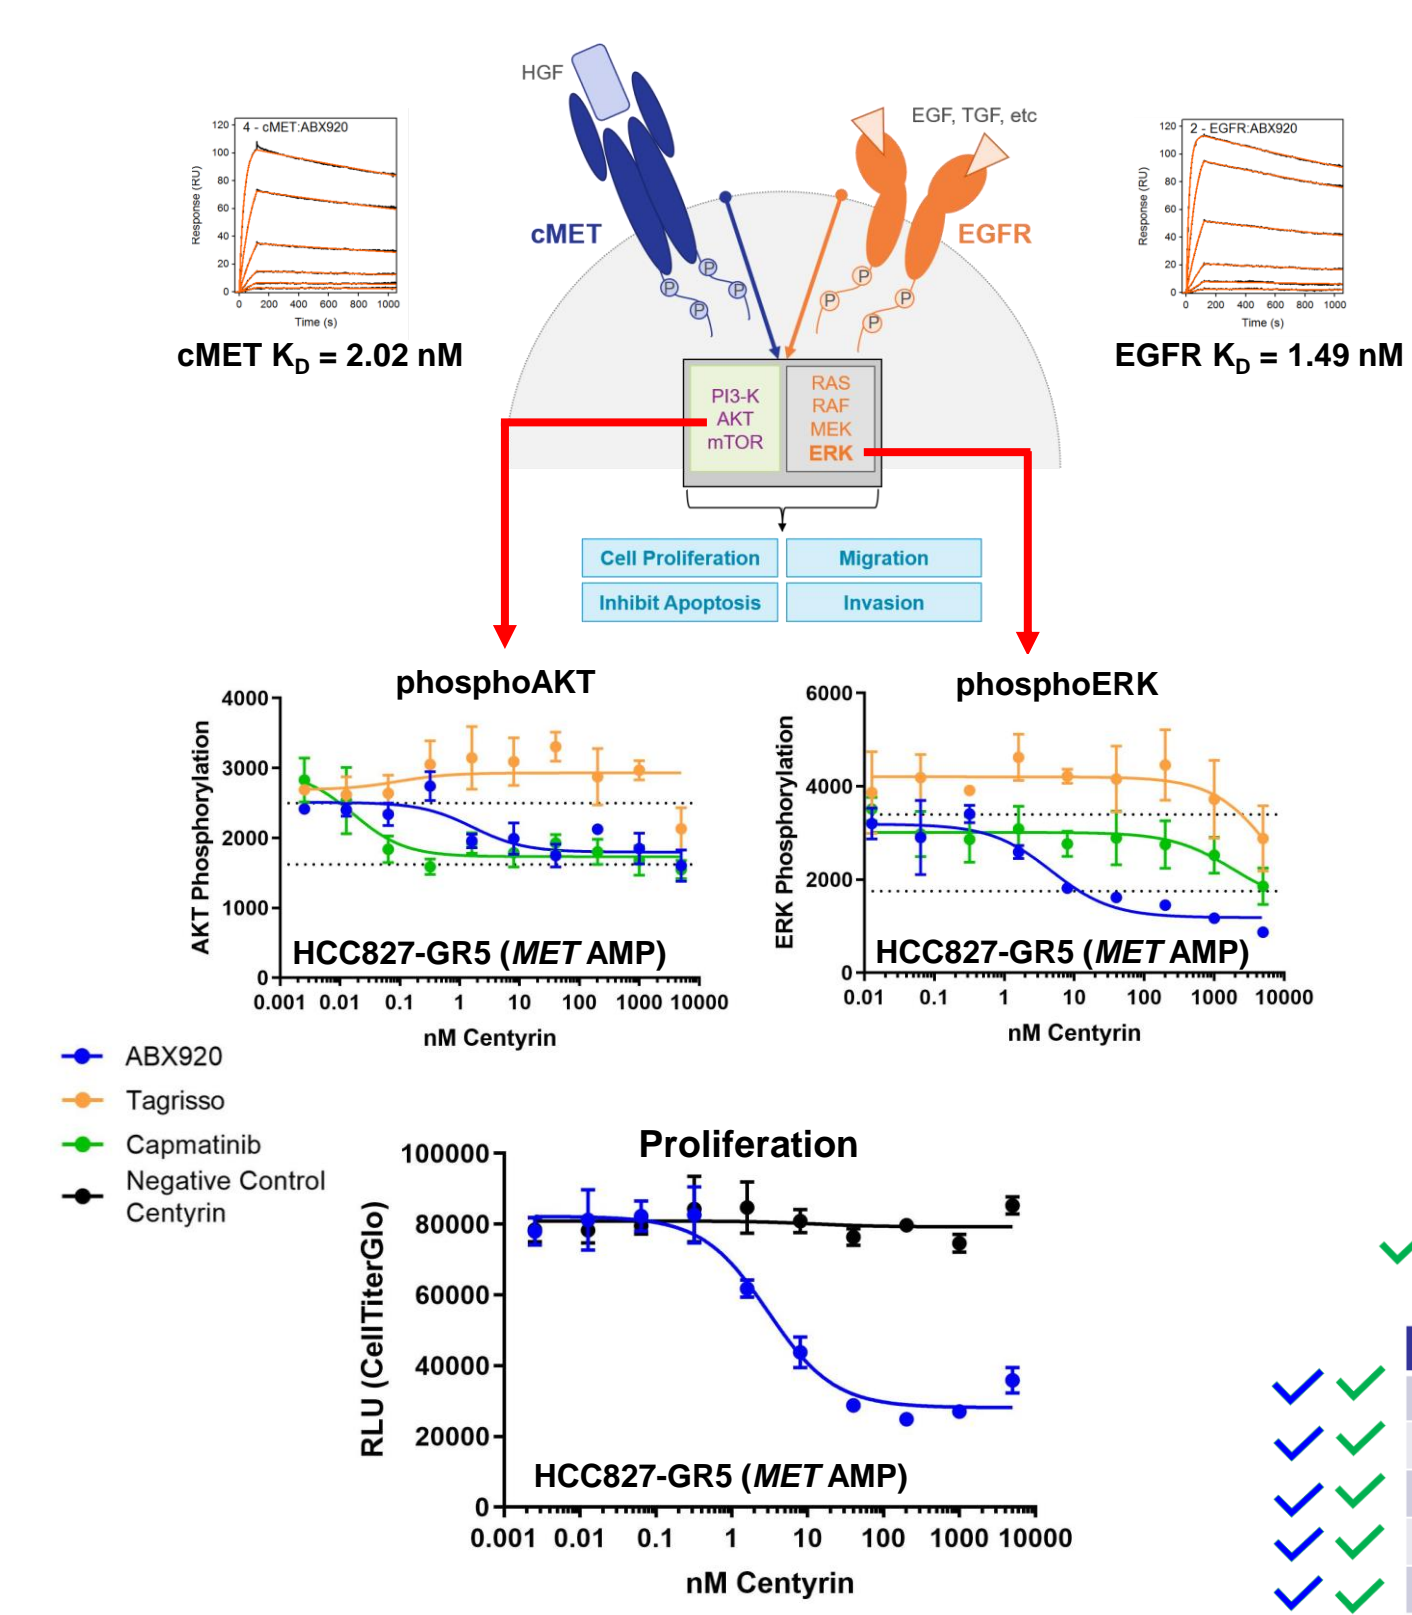 HGF
EGF, TGF, etc
4 - cMET:ABX920
120
100
80
60
40
20
0
Response (RU)
0 200 400 600 800 1000
Time (s)
cMET KD = 2.02 nM
2 - EGFR:ABX920
120
100
80
60
40
20
0
Response (RU)
0 200 400 600 800 1000
Time (s)
EGFR KD = 1.49 nM
cMET
EGFR
P
P
P
P
P
P
P
P
PI3-K
AKT
mTOR
RAS
RAF
MEK
ERK
Cell Proliferation
Migration
Inhibit Apoptosis
Invasion
phosphoAKT
4000
3000
2000
1000
0
AKT Phosphorylation
HCC827-GR5 (MET AMP)
0.001 0.01 0.1 1 10 100 1000 10000
nM Centyrin
phosphoERK
6000
4000
2000
0
ERK Phosphorylation
HCC827-GR5 (MET AMP)
0.01 0.1 1 10 100 1000 10000
nM Centyrin
ABX920
Tagrisso
Capmatinib
Negative Control
Centyrin
Proliferation
100000
80000
60000
40000
20000
0
RLU (CellTiterGlo)
HCC827-GR5 (MET AMP)
0.001 0.01 0.1 1 10 100 1000 10000
nM Centyrin